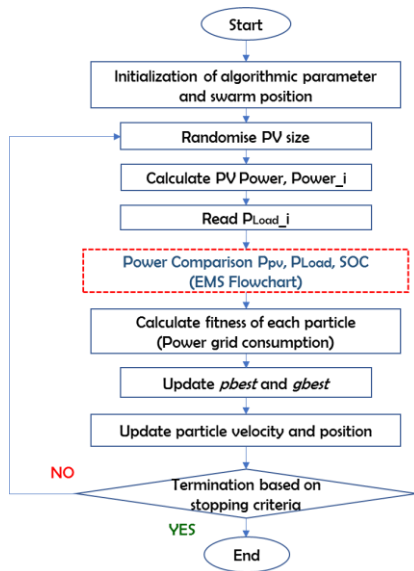 Start
Initialization of algorithmic parameter
and swarm position
Randomise PV size
Calculate PV Power, Power_i
Read PLoad_i
Power Comparison Ppv, PLoad, SOC
(EMS Flowchart)
Calculate fitness of each particle
(Power grid consumption)
Update pbest and gbest
Update particle velocity and position
NO
Termination based on
stopping criteria
YES
End